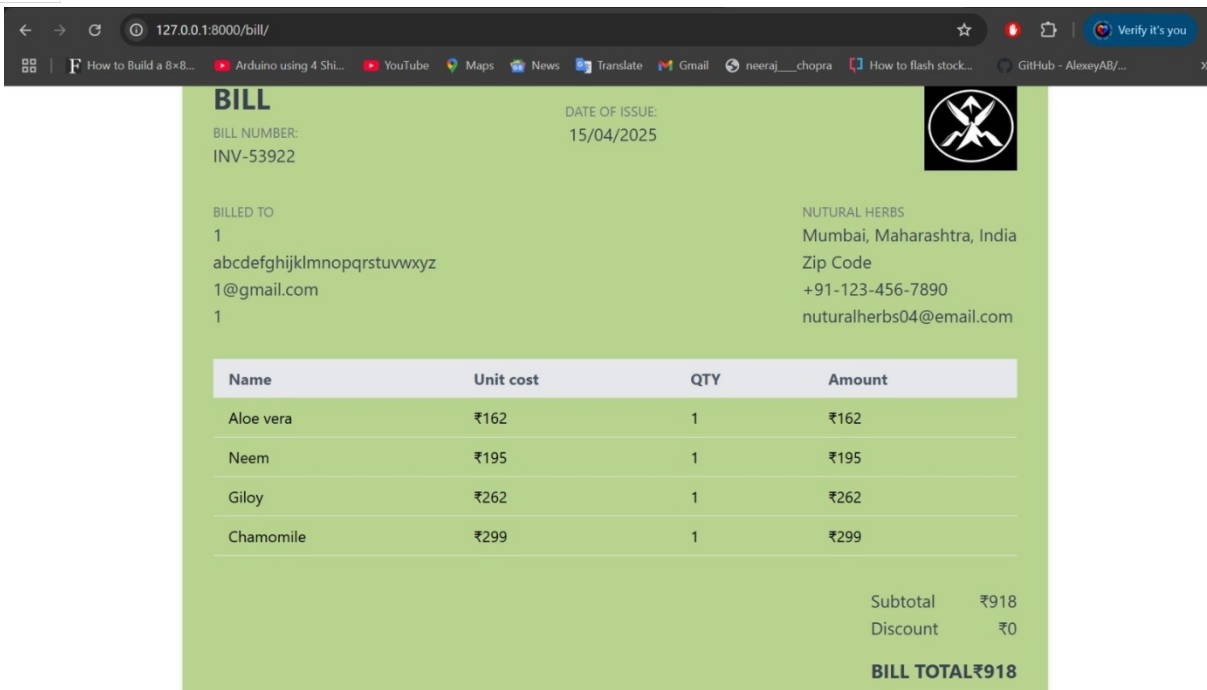 127.0.0.1:8000/bill/
Verify it's you
F How to Build a 8×8... Arduino using 4 Shi... YouTube Maps News Translate Gmail neeraj___chopra How to flash stock... GitHub - AlexeyAB/... »
BILL
BILL NUMBER:
INV-53922
DATE OF ISSUE:
15/04/2025
BILLED TO
1
abcdefghijklmnopqrstuvwxyz
1@gmail.com
1
NUTURAL HERBS
Mumbai, Maharashtra, India
Zip Code
+91-123-456-7890
nuturalherbs04@email.com
Name Unit cost QTY Amount
Aloe vera ₹162 1 ₹162
Neem ₹195 1 ₹195
Giloy ₹262 1 ₹262
Chamomile ₹299 1 ₹299
Subtotal ₹918
Discount ₹0
BILL TOTAL₹918